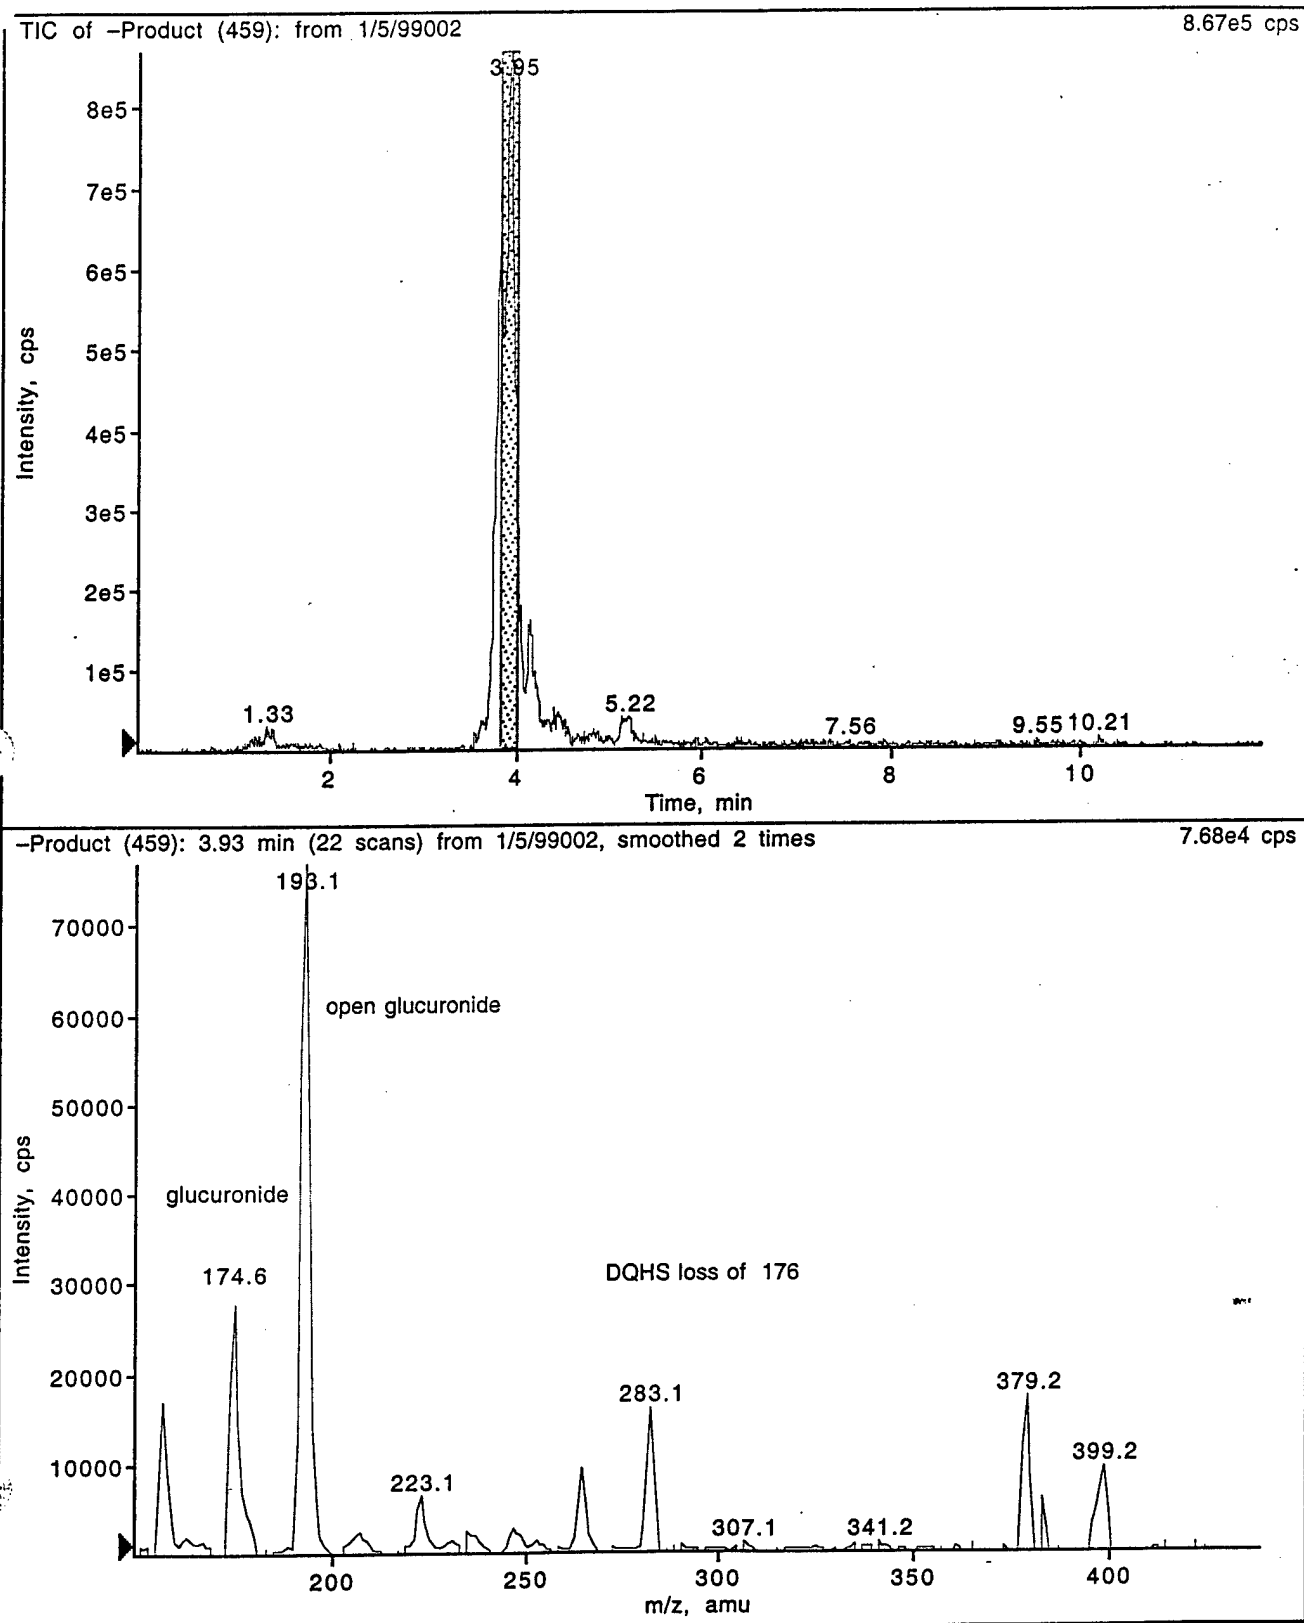 TIC of -Product (459): from 1/5/99002
8.67e5 cps
3.95
8e5
7e5
6e5
5e5
4e5
3e5
2e5
1e5
Intensity, cps
1.33
5.22
7.56
9.55
10.21
2
4
6
8
10
Time, min
-Product (459): 3.93 min (22 scans) from 1/5/99002, smoothed 2 times
7.68e4 cps
193.1
70000
60000
50000
40000
30000
20000
10000
Intensity, cps
open glucuronide
glucuronide
174.6
DQHS loss of 176
283.1
379.2
399.2
223.1
307.1
341.2
200
250
300
350
400
m/z, amu